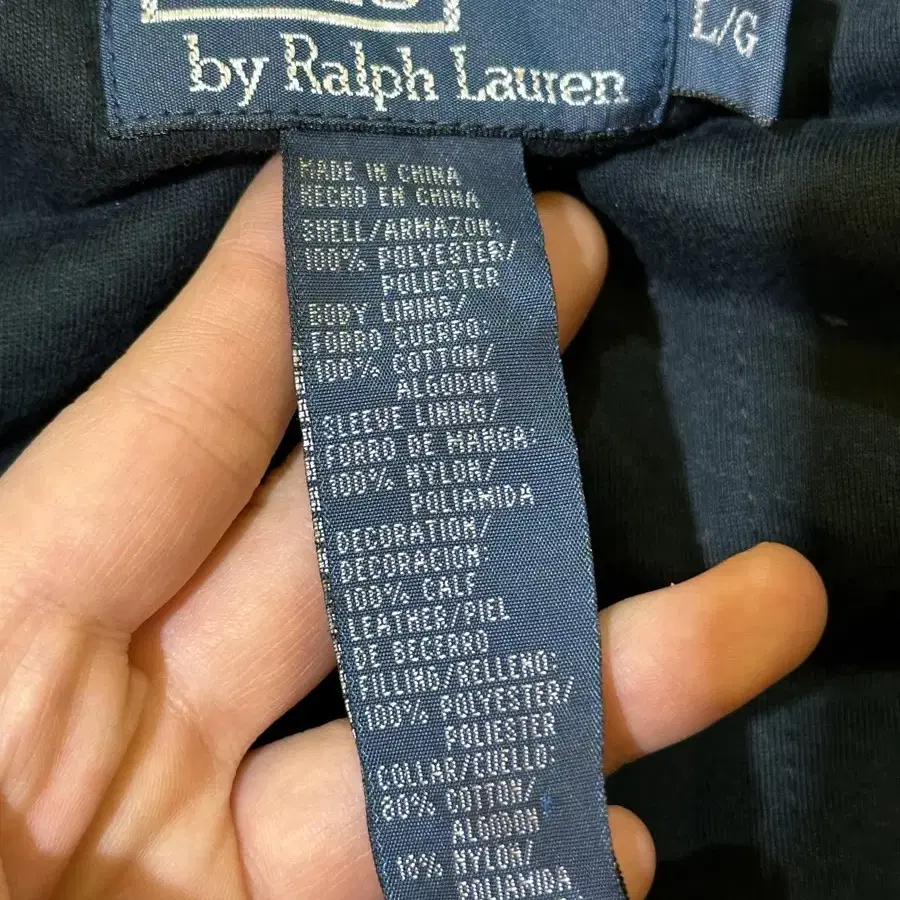 by Ralph Lauren
L/G
MADE IN CHINA
HECHO EN CHINA
SHELL/ARMAZON:
100% POLYESTER/
POLIESTER
BODY LINING/
FORRO CUERPO:
100% COTTON/
ALGODON
SLEEVE LINING/
FORRO DE MANGA:
100% NYLON/
POLIAMIDA
DECORATION/
DECORACION:
100% CALF
LEATHER/PIEL
DE BECERRO
FILLING/RELLENO:
100% POLYESTER/
POLIESTER
COLLAR/CUELLO:
80% COTTON/
ALGODON
18% NYLON/
POLIAMIDA